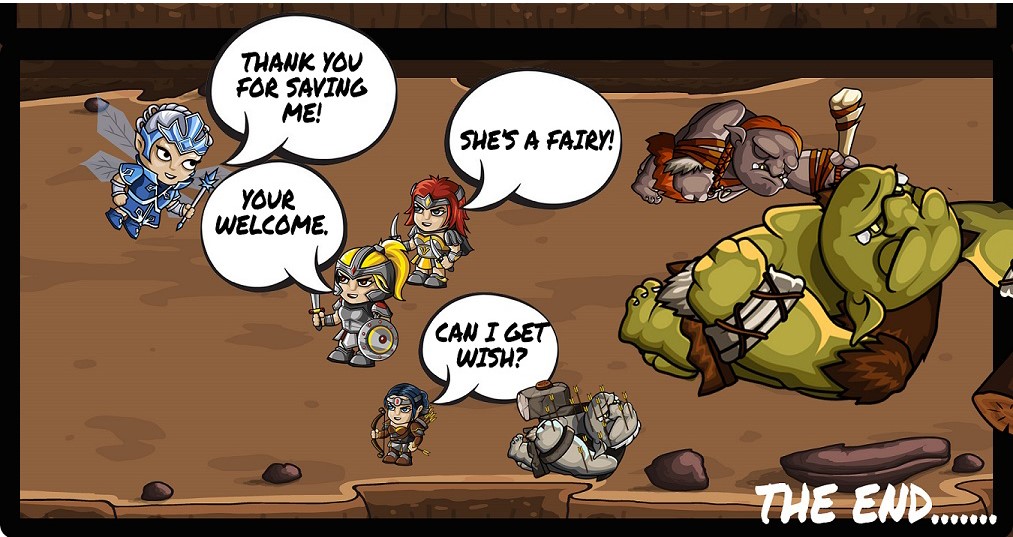 THANK YOU
FOR SAVING
ME!
SHE'S A FAIRY!
YOUR
WELCOME.
CAN I GET
WISH?
THE END.......